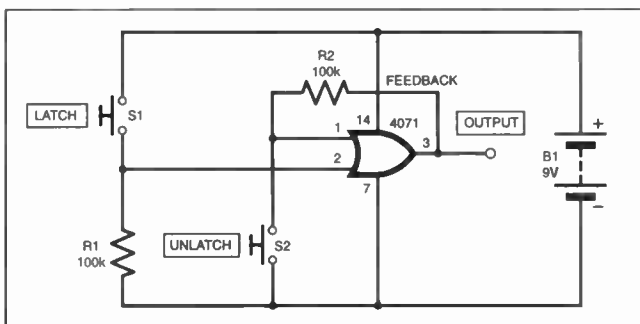 R2
100k
FEEDBACK
LATCH
S1
14
4071
OUTPUT
1
3
+
2
B1
9V
7
–
R1
100k
UNLATCH
S2